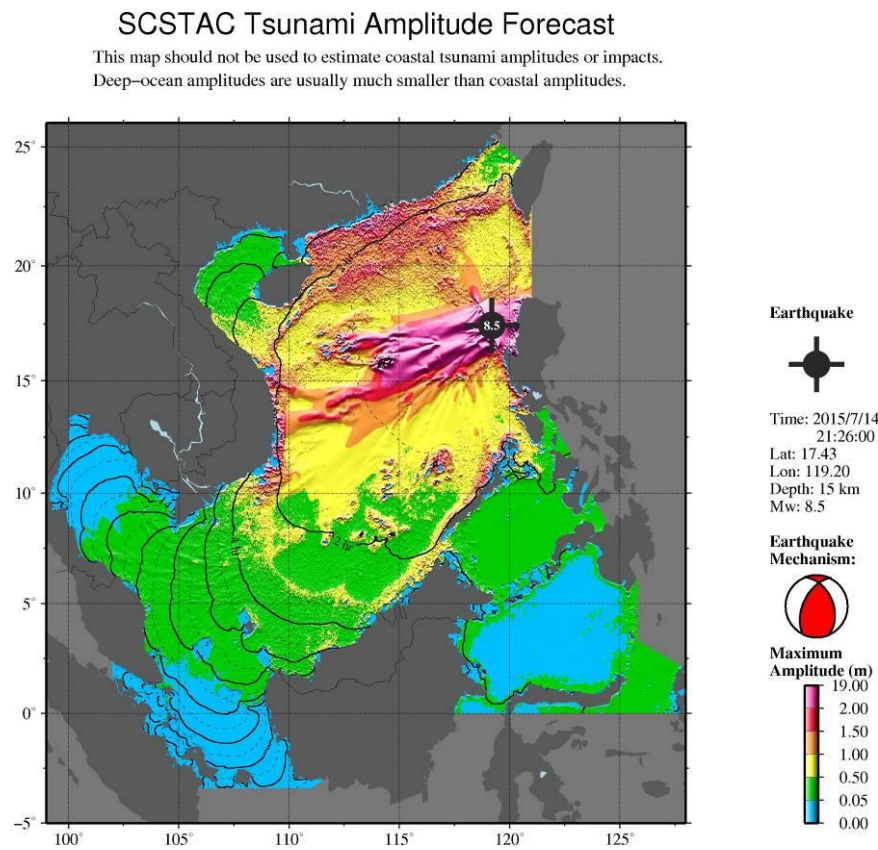 SCSTAC Tsunami Amplitude Forecast
This map should not be used to estimate coastal tsunami amplitudes or impacts.
Deep-ocean amplitudes are usually much smaller than coastal amplitudes.
25°
20°
15°
10°
5°
0°
-5°
100°
105°
110°
115°
120°
125°
8.5
2 hr
Earthquake
Time: 2015/7/14
21:26:00
Lat: 17.43
Lon: 119.20
Depth: 15 km
Mw: 8.5
Earthquake
Mechanism:
Maximum
Amplitude (m)
19.00
2.00
1.50
1.00
0.50
0.05
0.00